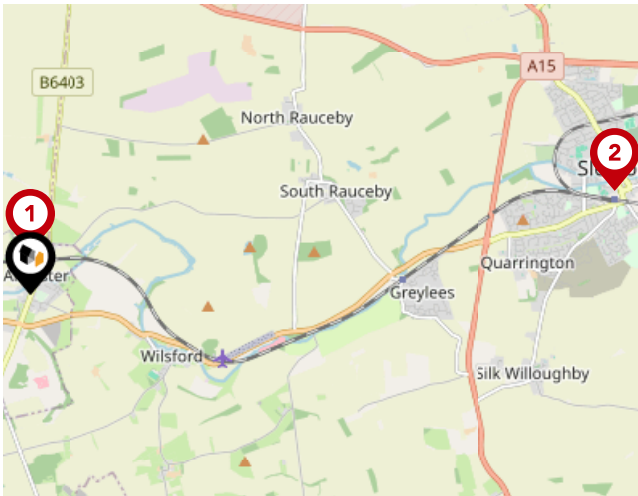 A15
B6403
North Rauceby
2
1
South Rauceby
Quarrington
Greylees
Wilsford
Silk Willoughby